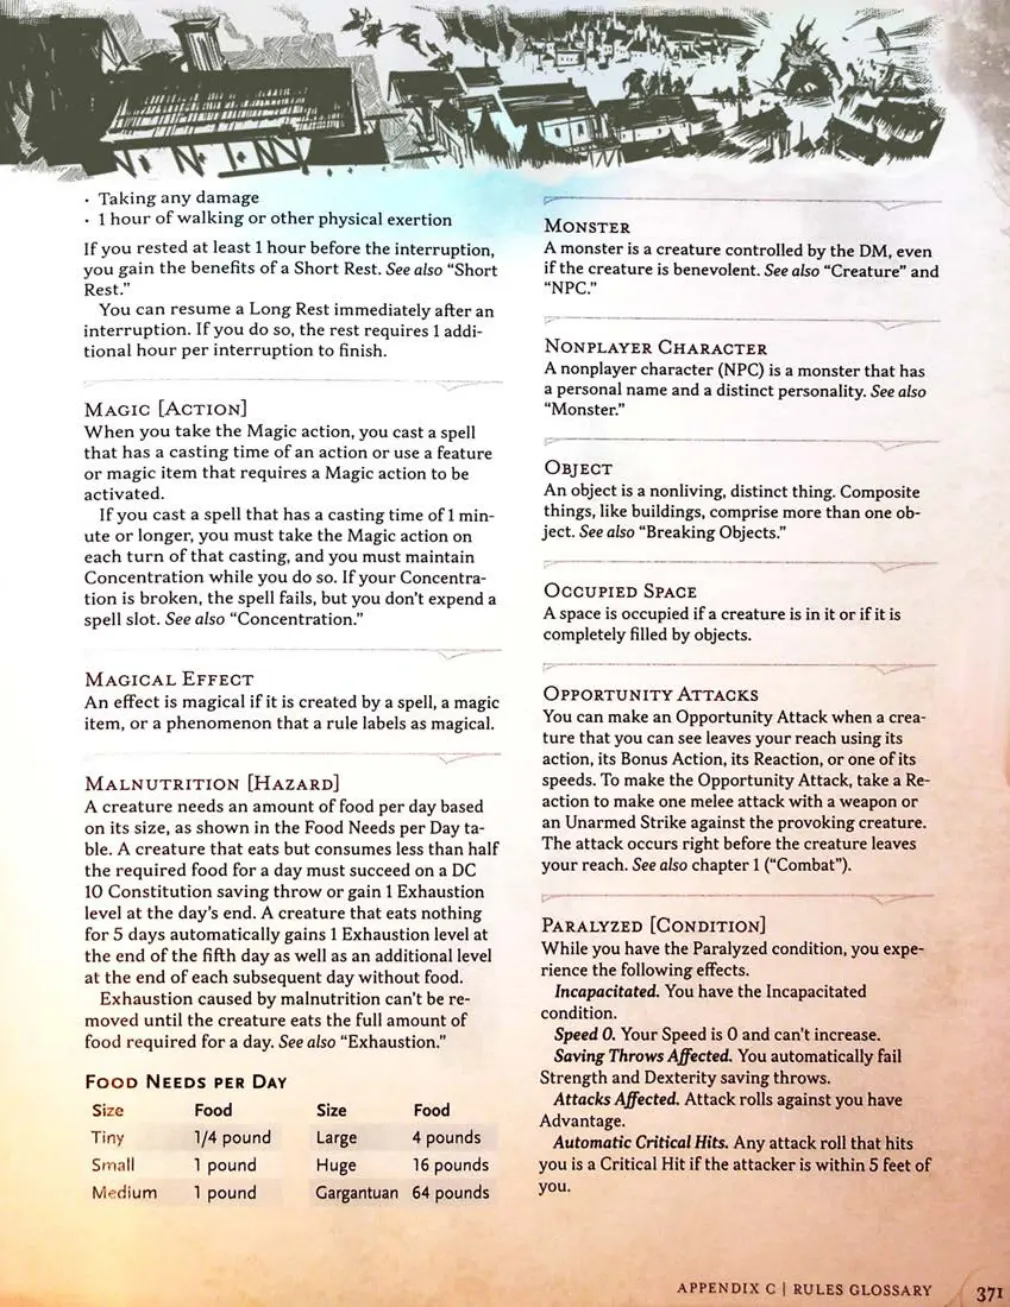 • Taking any damage
• 1 hour of walking or other physical exertion
If you rested at least 1 hour before the interruption,
you gain the benefits of a Short Rest. See also “Short
Rest.”
You can resume a Long Rest immediately after an
interruption. If you do so, the rest requires 1 addi-
tional hour per interruption to finish.
MAGIC [ACTION]
When you take the Magic action, you cast a spell
that has a casting time of an action or use a feature
or magic item that requires a Magic action to be
activated.
If you cast a spell that has a casting time of 1 min-
ute or longer, you must take the Magic action on
each turn of that casting, and you must maintain
Concentration while you do so. If your Concentra-
tion is broken, the spell fails, but you don’t expend a
spell slot. See also “Concentration.”
MAGICAL EFFECT
An effect is magical if it is created by a spell, a magic
item, or a phenomenon that a rule labels as magical.
MALNUTRITION [HAZARD]
A creature needs an amount of food per day based
on its size, as shown in the Food Needs per Day ta-
ble. A creature that eats but consumes less than half
the required food for a day must succeed on a DC
10 Constitution saving throw or gain 1 Exhaustion
level at the day’s end. A creature that eats nothing
for 5 days automatically gains 1 Exhaustion level at
the end of the fifth day as well as an additional level
at the end of each subsequent day without food.
Exhaustion caused by malnutrition can’t be re-
moved until the creature eats the full amount of
food required for a day. See also “Exhaustion.”
FOOD NEEDS PER DAY
Size Food Size Food
Tiny 1/4 pound Large 4 pounds
Small 1 pound Huge 16 pounds
Medium 1 pound Gargantuan 64 pounds
MONSTER
A monster is a creature controlled by the DM, even
if the creature is benevolent. See also “Creature” and
“NPC.”
NONPLAYER CHARACTER
A nonplayer character (NPC) is a monster that has
a personal name and a distinct personality. See also
“Monster.”
OBJECT
An object is a nonliving, distinct thing. Composite
things, like buildings, comprise more than one ob-
ject. See also “Breaking Objects.”
OCCUPIED SPACE
A space is occupied if a creature is in it or if it is
completely filled by objects.
OPPORTUNITY ATTACKS
You can make an Opportunity Attack when a crea-
ture that you can see leaves your reach using its
action, its Bonus Action, its Reaction, or one of its
speeds. To make the Opportunity Attack, take a Re-
action to make one melee attack with a weapon or
an Unarmed Strike against the provoking creature.
The attack occurs right before the creature leaves
your reach. See also chapter 1 (“Combat”).
PARALYZED [CONDITION]
While you have the Paralyzed condition, you expe-
rience the following effects.
Incapacitated. You have the Incapacitated
condition.
Speed 0. Your Speed is 0 and can’t increase.
Saving Throws Affected. You automatically fail
Strength and Dexterity saving throws.
Attacks Affected. Attack rolls against you have
Advantage.
Automatic Critical Hits. Any attack roll that hits
you is a Critical Hit if the attacker is within 5 feet of
you.
APPENDIX C | RULES GLOSSARY 371